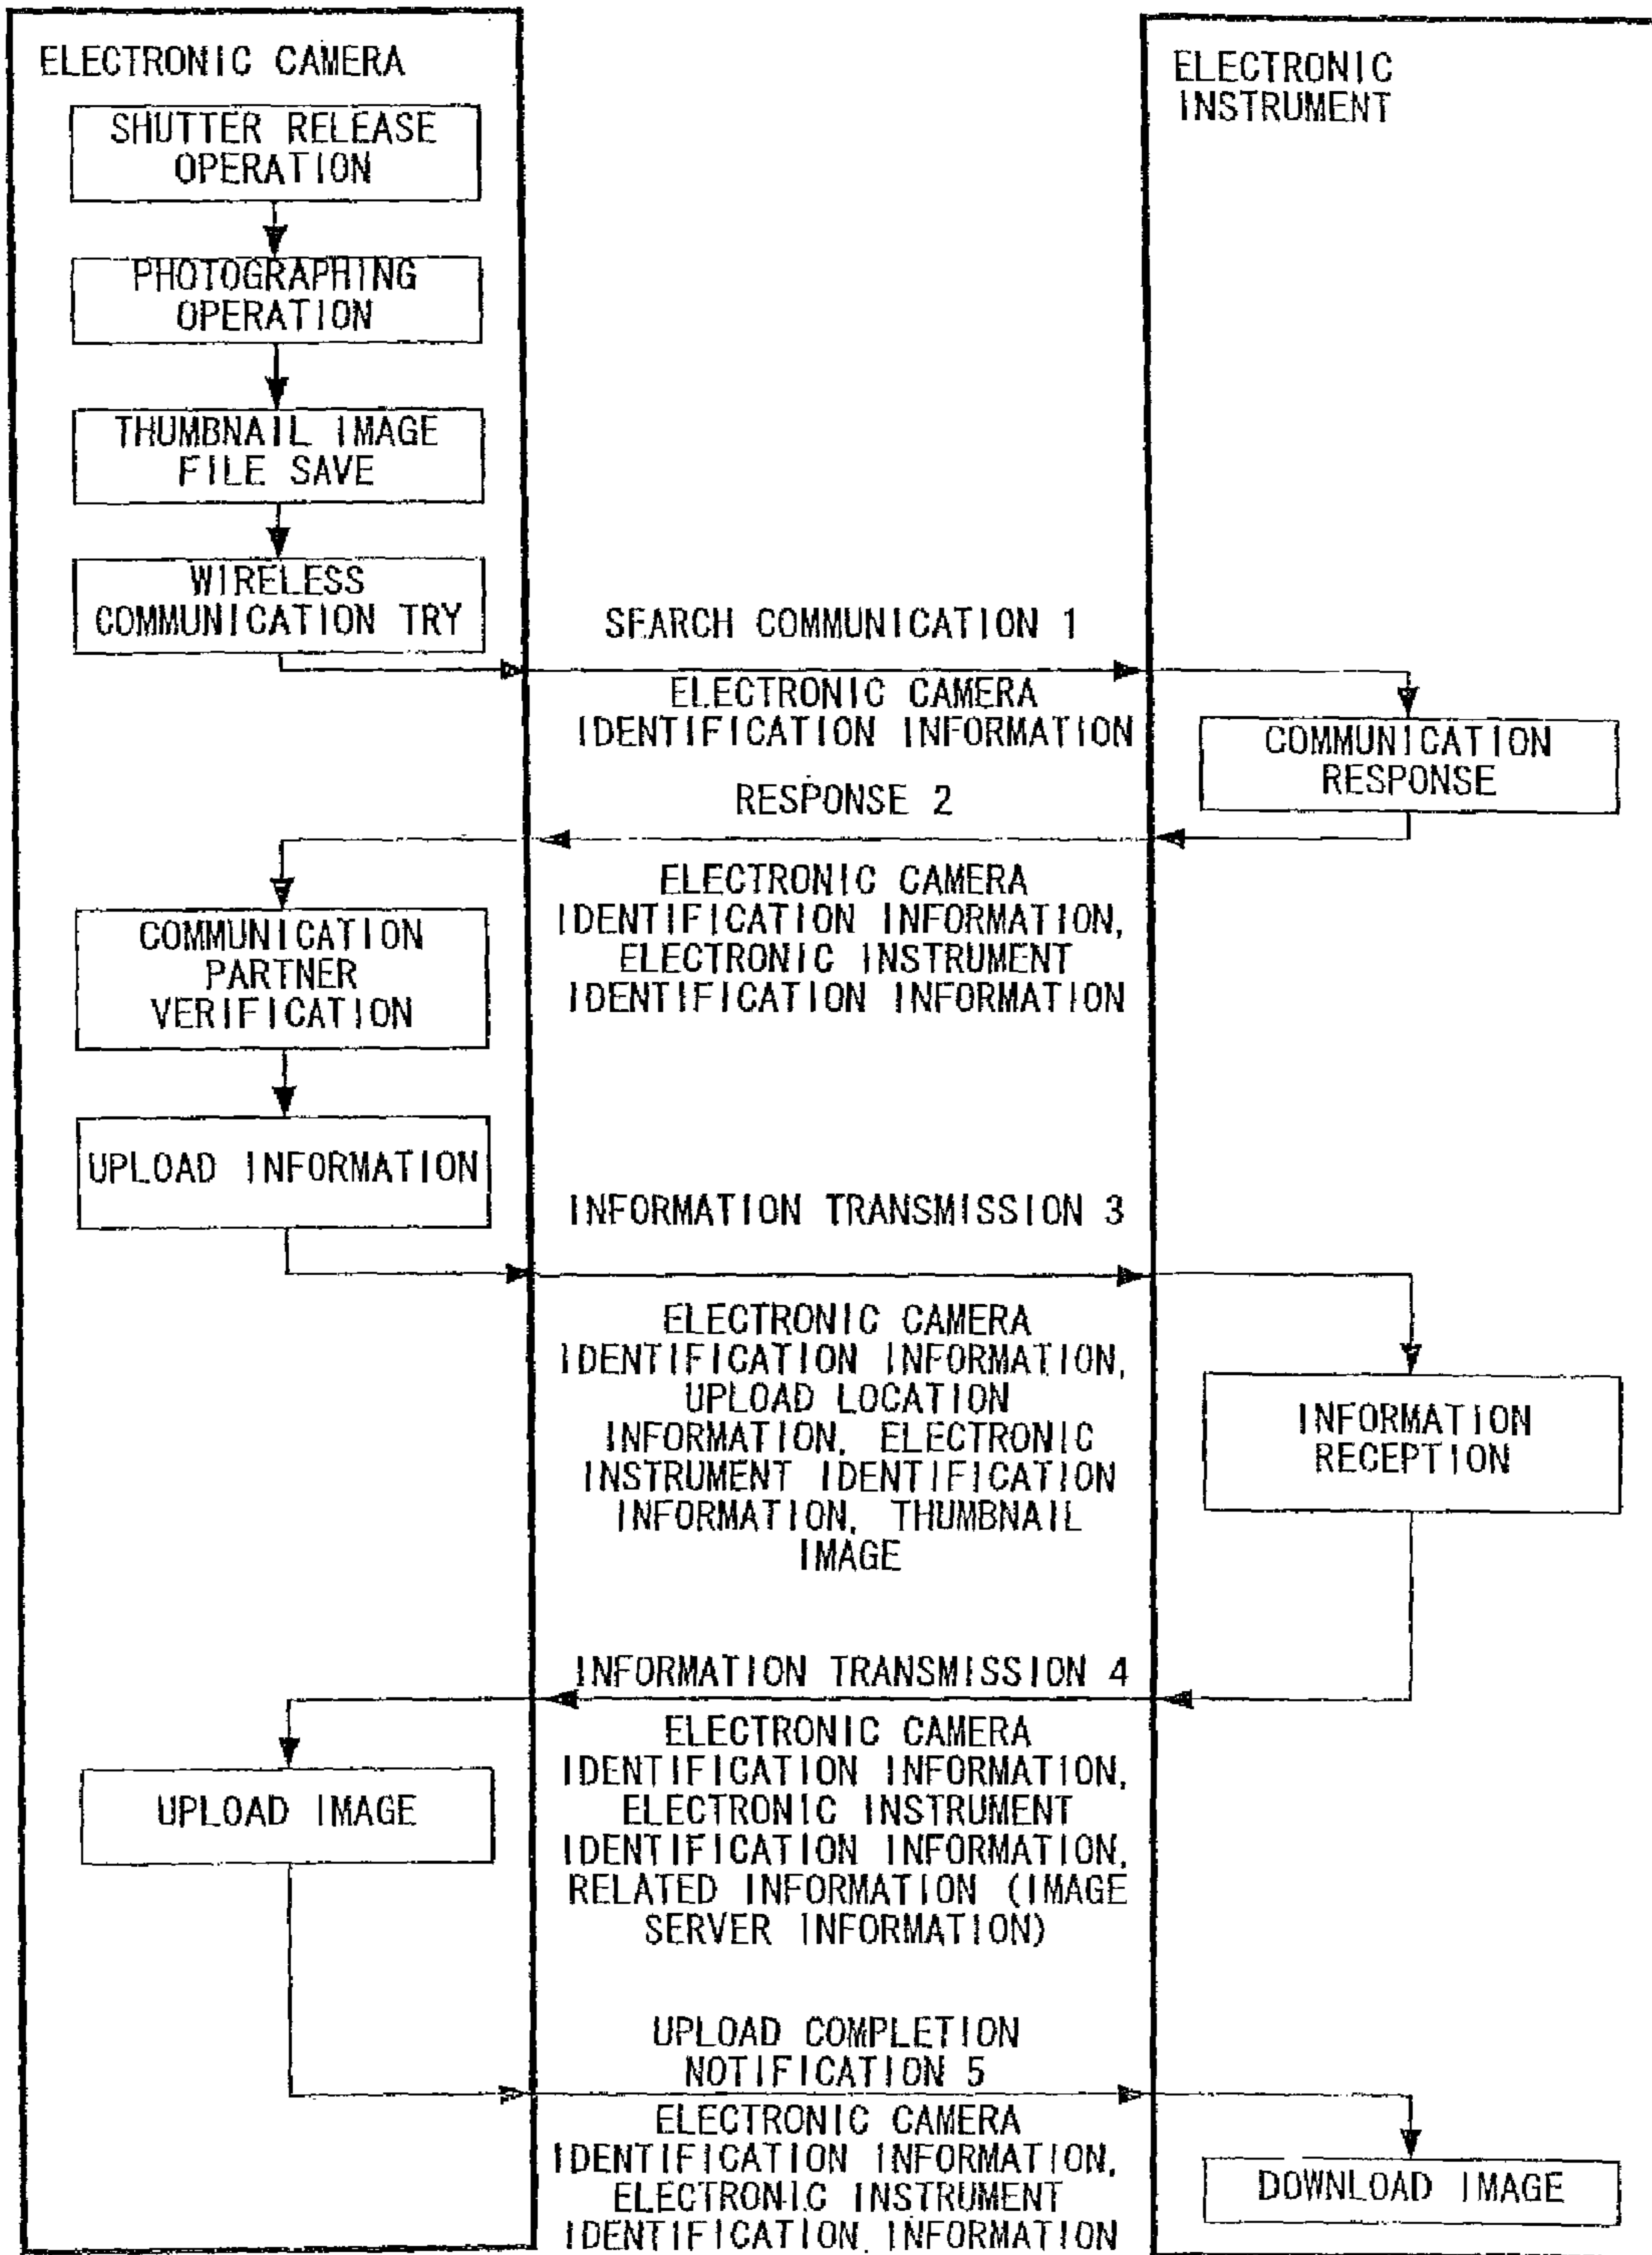 ELECTRONIC CAMERA
SHUTTER RELEASE
OPERATION
PHOTOGRAPHING
OPERATION
THUMBNAIL IMAGE
FILE SAVE
WIRELESS
COMMUNICATION TRY
ELECTRONIC
INSTRUMENT
SEARCH COMMUNICATION 1
ELECTRONIC CAMERA
IDENTIFICATION INFORMATION
COMMUNICATION
RESPONSE
RESPONSE 2
ELECTRONIC CAMERA
IDENTIFICATION INFORMATION,
ELECTRONIC INSTRUMENT
IDENTIFICATION INFORMATION
COMMUNICATION
PARTNER
VERIFICATION
UPLOAD INFORMATION
INFORMATION TRANSMISSION 3
ELECTRONIC CAMERA
IDENTIFICATION INFORMATION,
UPLOAD LOCATION
INFORMATION, ELECTRONIC
INSTRUMENT IDENTIFICATION
INFORMATION, THUMBNAIL
IMAGE
INFORMATION
RECEPTION
INFORMATION TRANSMISSION 4
ELECTRONIC CAMERA
IDENTIFICATION INFORMATION,
ELECTRONIC INSTRUMENT
IDENTIFICATION INFORMATION,
RELATED INFORMATION (IMAGE
SERVER INFORMATION)
UPLOAD IMAGE
UPLOAD COMPLETION
NOTIFICATION 5
ELECTRONIC CAMERA
IDENTIFICATION INFORMATION,
ELECTRONIC INSTRUMENT
IDENTIFICATION INFORMATION
DOWNLOAD IMAGE